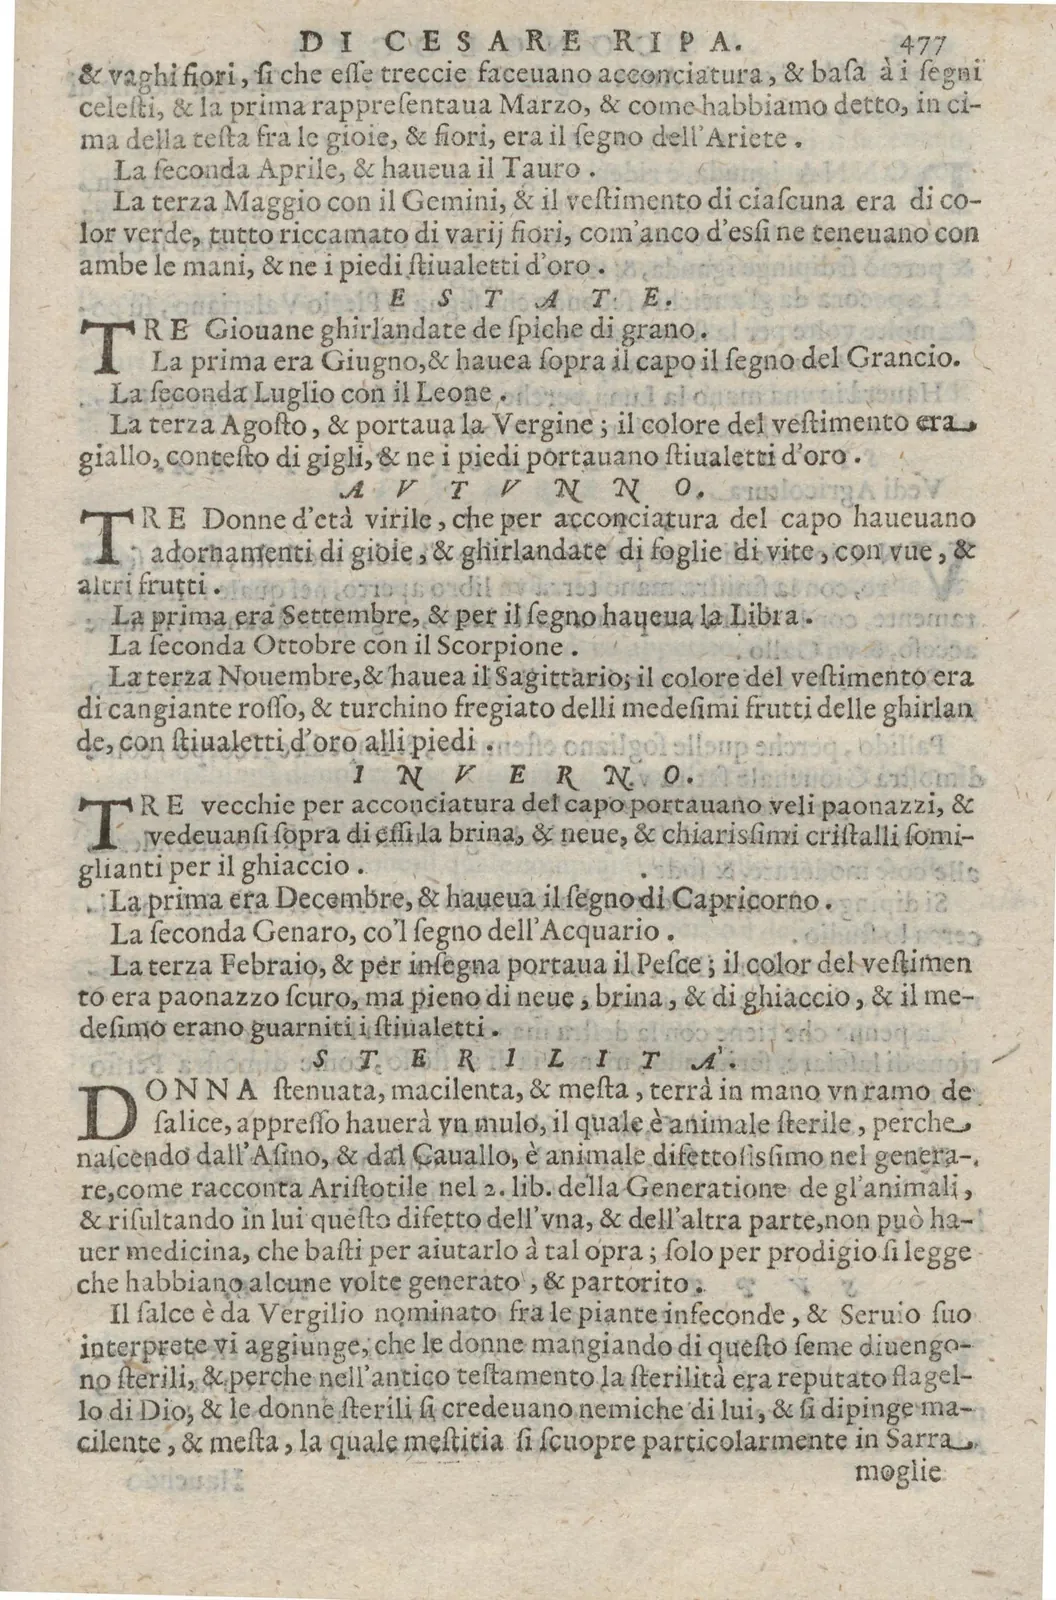 DI CESARE RIPA. 477
& vaghi fiori, ſi che eſſe treccie faceuano acconciatura, & baſa à i ſegni
celeſti, & la prima rappreſentaua Marzo, & come habbiamo detto, in ci-
ma della teſta fra le gioie, & fiori, era il ſegno dell'Ariete.
La ſeconda Aprile, & haueua il Tauro.
La terza Maggio con il Gemini, & il veſtimento di ciaſcuna era di co-
lor verde, tutto riccamato di varij fiori, com'anco d'eſſi ne teneuano con
ambe le mani, & ne i piedi ſtiualetti d'oro.
ESTATE.
TRE Giouane ghirlandate de ſpiche di grano.
La prima era Giugno, & hauea ſopra il capo il ſegno del Grancio.
La ſeconda Luglio con il Leone.
La terza Agoſto, & portaua la Vergine; il colore del veſtimento era
giallo, conteſto di gigli, & ne i piedi portauano ſtiualetti d'oro.
AVTVNNO.
TRE Donne d'età virile, che per acconciatura del capo haueuano
adornamenti di gioie, & ghirlandate di foglie di vite, con vue, &
altri frutti.
La prima era Settembre, & per il ſegno haueua la Libra.
La ſeconda Ottobre con il Scorpione.
La terza Nouembre, & hauea il Sagittario; il colore del veſtimento era
di cangiante roſſo, & turchino fregiato delli medeſimi frutti delle ghirlan
de, con ſtiualetti d'oro alli piedi.
INVERNO.
TRE vecchie per acconciatura del capo portauano veli paonazzi, &
vedeuanſi ſopra di eſſi la brina, & neue, & chiarisſimi criſtalli ſomi-
glianti per il ghiaccio.
La prima era Decembre, & haueua il ſegno di Capricorno.
La ſeconda Genaro, co'l ſegno dell'Acquario.
La terza Febraio, & per inſegna portaua il Peſce; il color del veſtimen
to era paonazzo ſcuro, ma pieno di neue, brina, & di ghiaccio, & il me-
deſimo erano guarniti i ſtiualetti.
STERILITA'.
DONNA ſtenuata, macilenta, & meſta, terrà in mano vn ramo de
ſalice, appreſſo hauerà vn mulo, il quale è animale ſterile, perche
naſcendo dall'Aſino, & dal Cauallo, è animale difettoſisſimo nel genera-
re, come racconta Ariſtotile nel 2. lib. della Generatione de gl'animali,
& riſultando in lui queſto difetto dell'vna, & dell'altra parte, non può ha-
uer medicina, che baſti per aiutarlo à tal opra; ſolo per prodigio ſi legge
che habbiano alcune volte generato, & partorito.
Il ſalce è da Vergilio nominato fra le piante infeconde, & Seruio ſuo
interprete vi aggiunge, che le donne mangiando di queſto ſeme diuengo-
no ſterili, & perche nell'antico teſtamento la ſterilità era reputato flagel-
lo di Dio, & le donne ſterili ſi credeuano nemiche di lui, & ſi dipinge ma-
cilente, & meſta, la quale meſtitia ſi ſcuopre particolarmente in Sarra
moglie